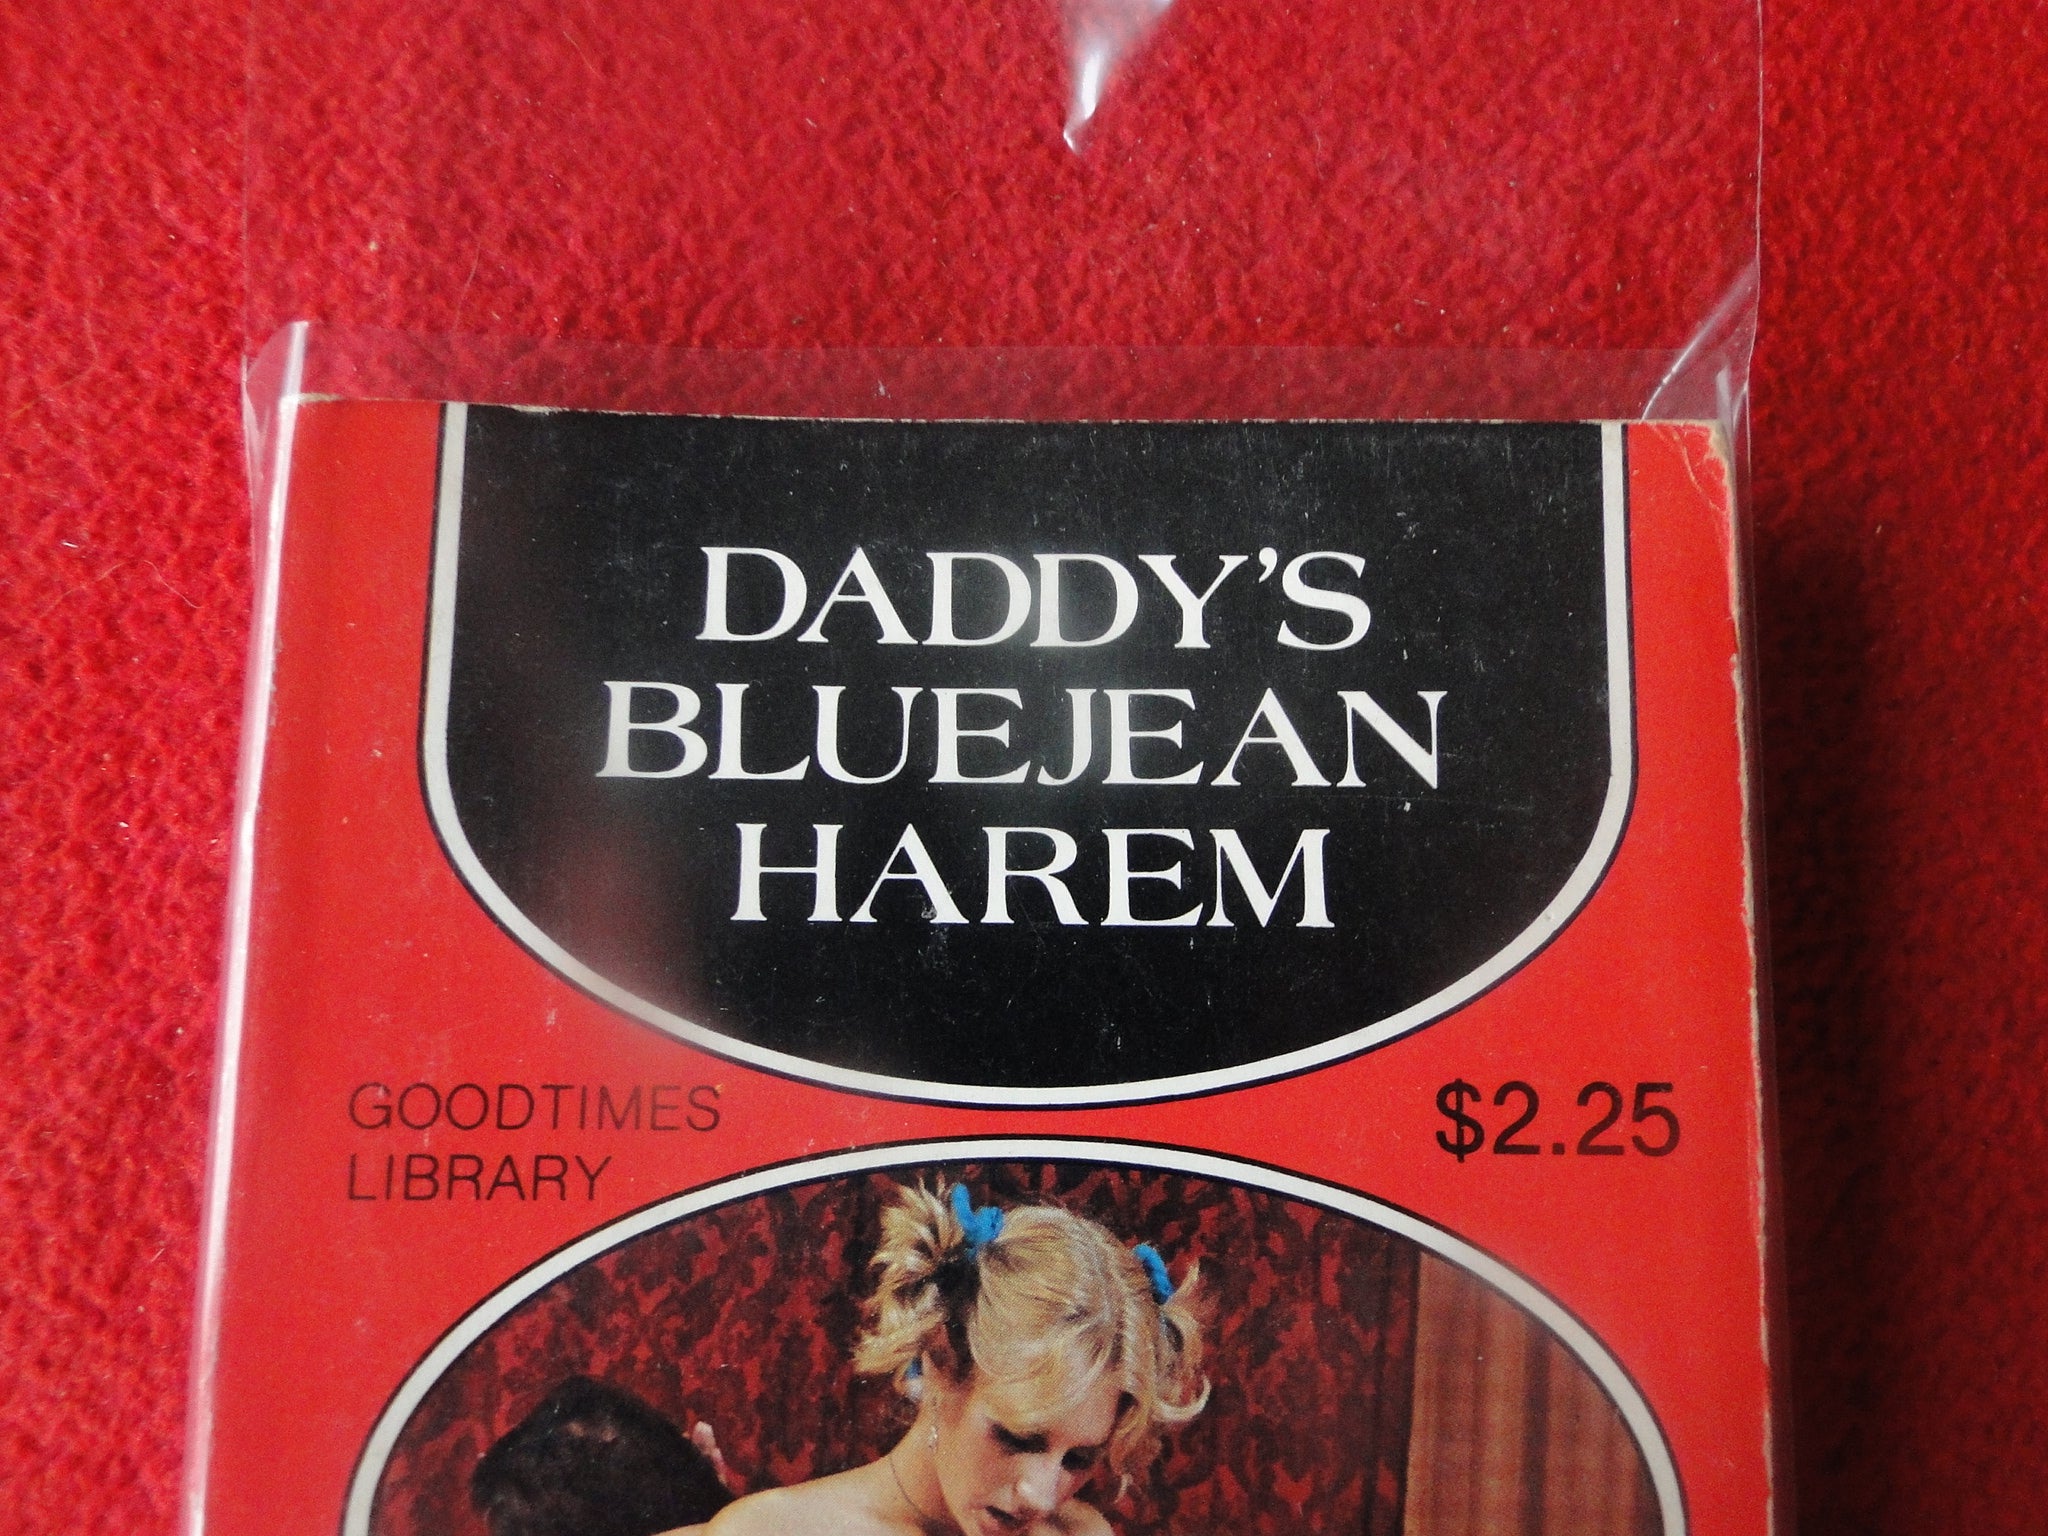 DADDY'S
BLUEJEAN
HAREM
GOODTIMES
LIBRARY
$2.25